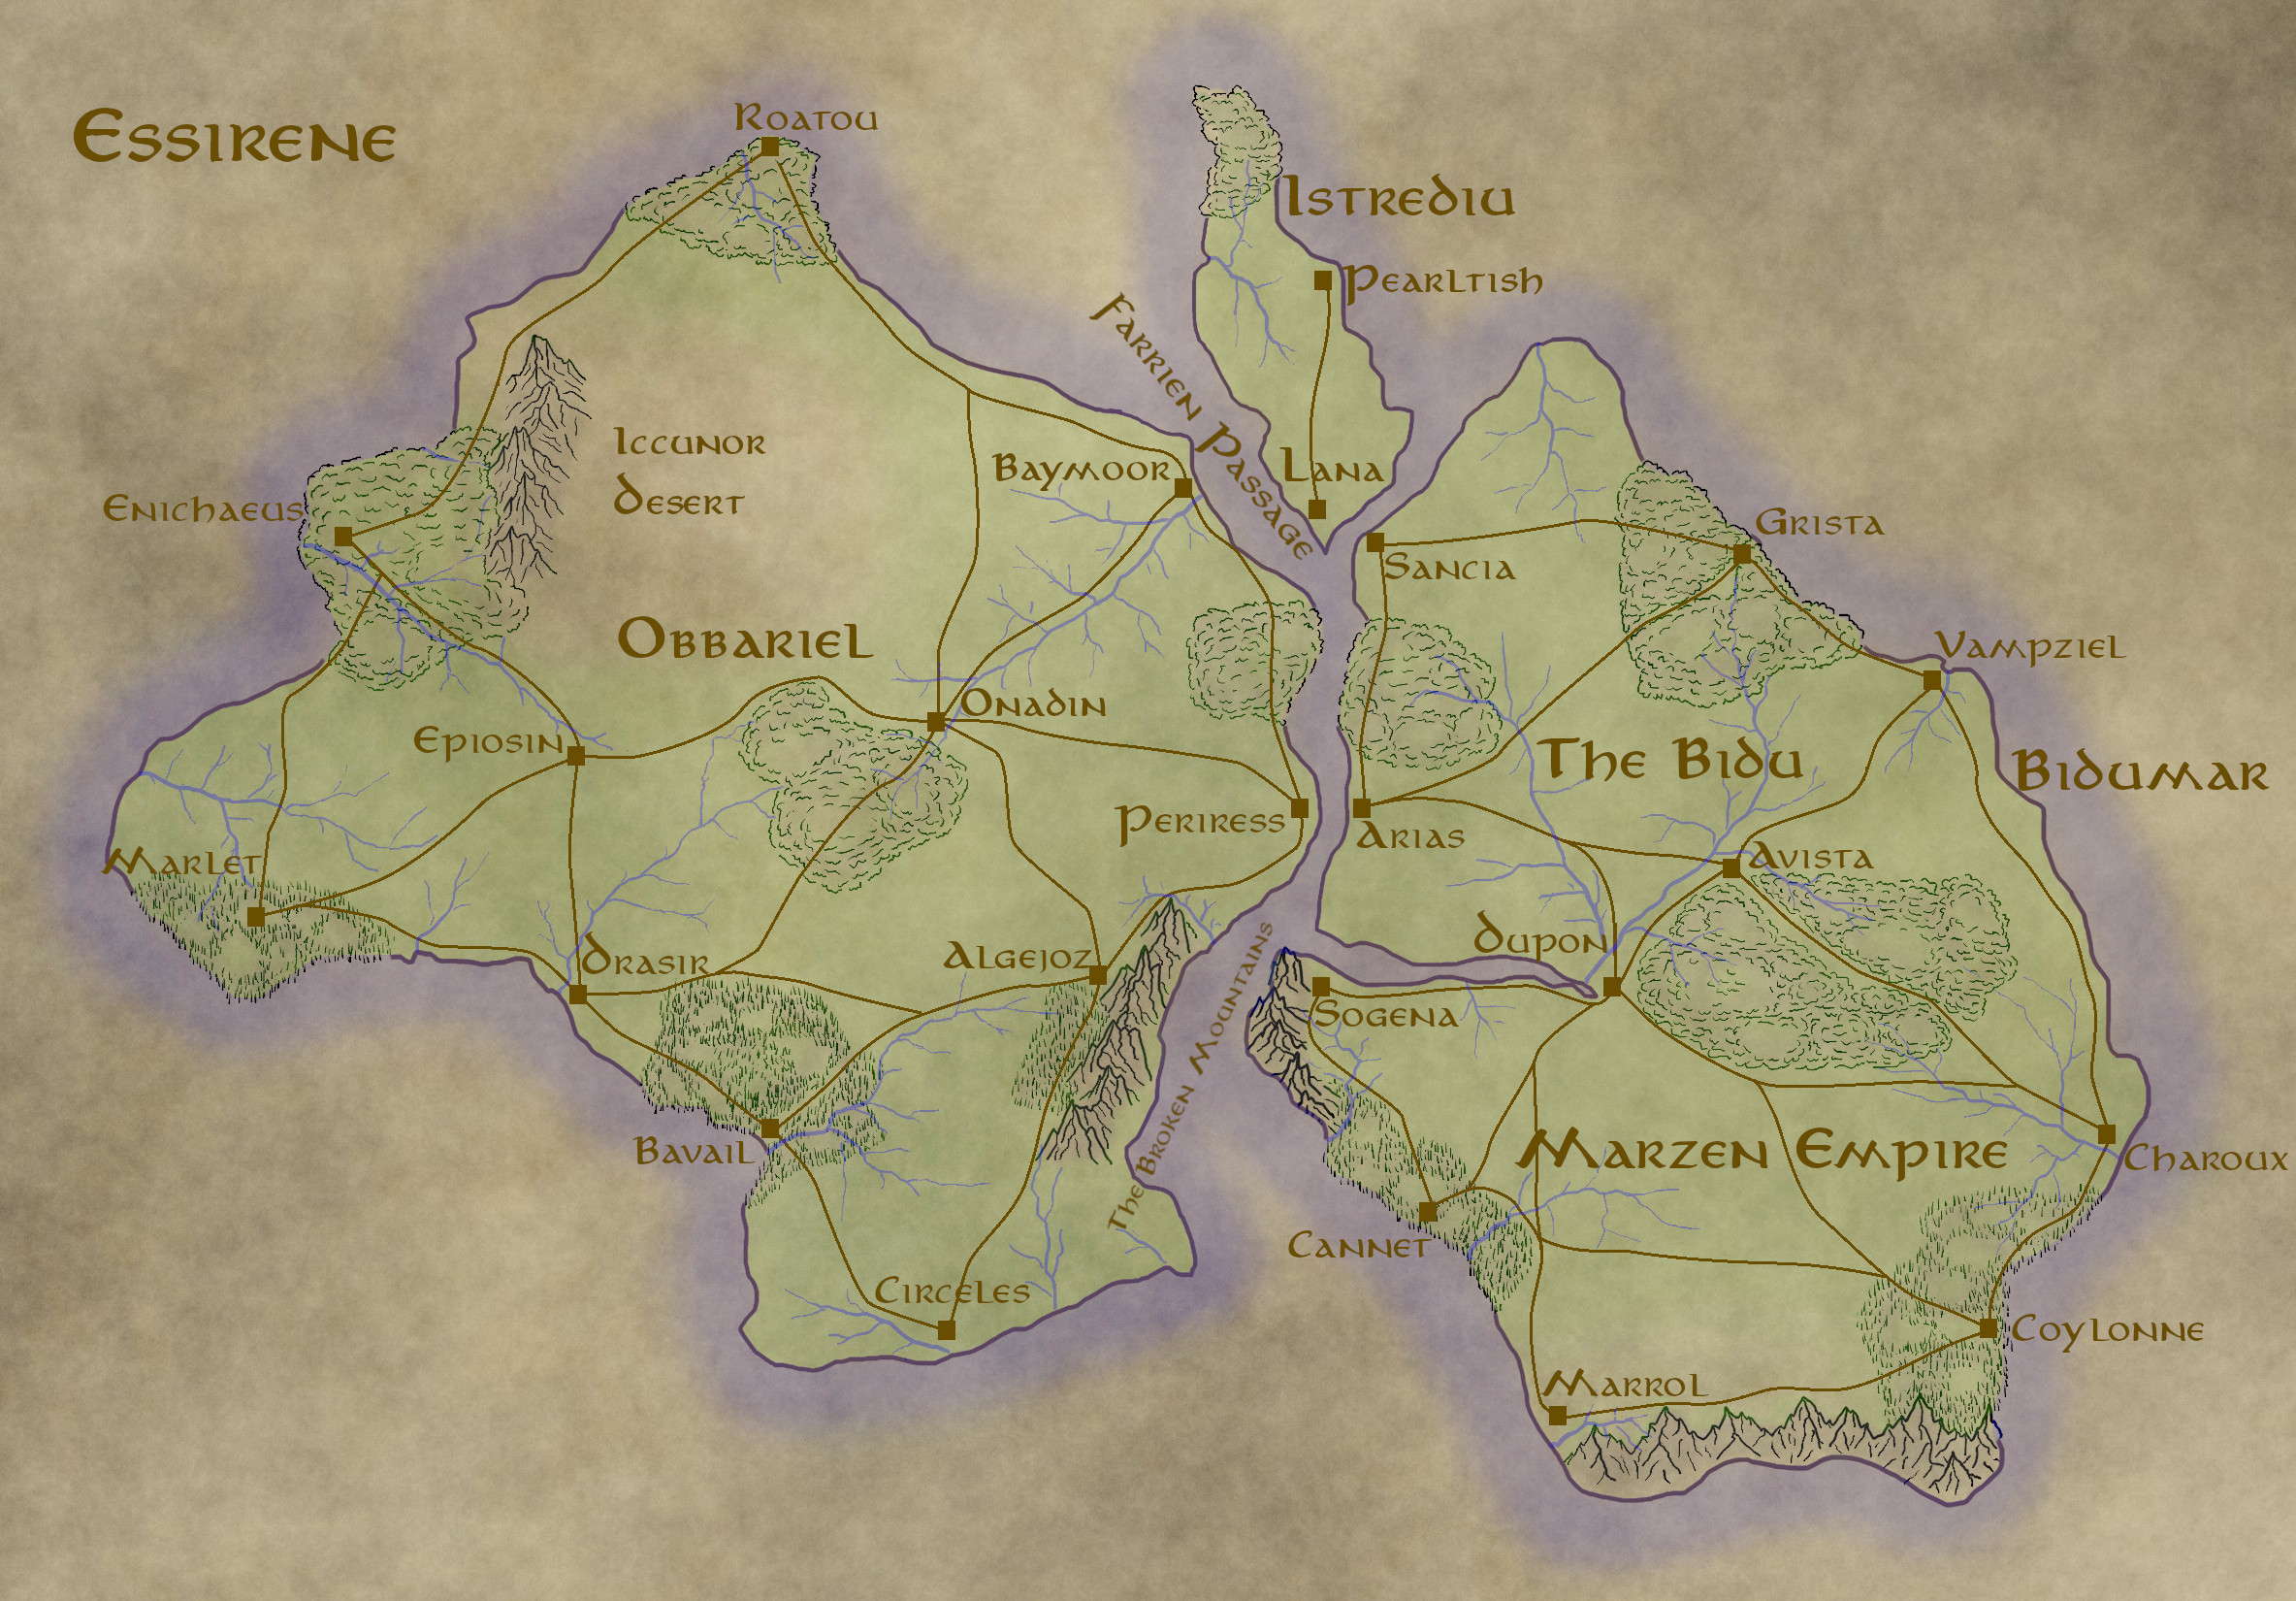 Essirene
Roatou
Istrediu
Pearltish
Farrien Passage
Iccunor
Desert
Baymoor
Lana
Enichaeus
Grista
Sancia
Obbariel
Vampziel
Onadin
Epiosin
The Bidu
Bidumar
Periress
Arias
Marlet
Avista
Drasir
Algejoz
Dupon
Sogena
The Broken Mountains
Bavail
Marzen Empire
Charoux
Cannet
Circeles
Coylonne
Marrol